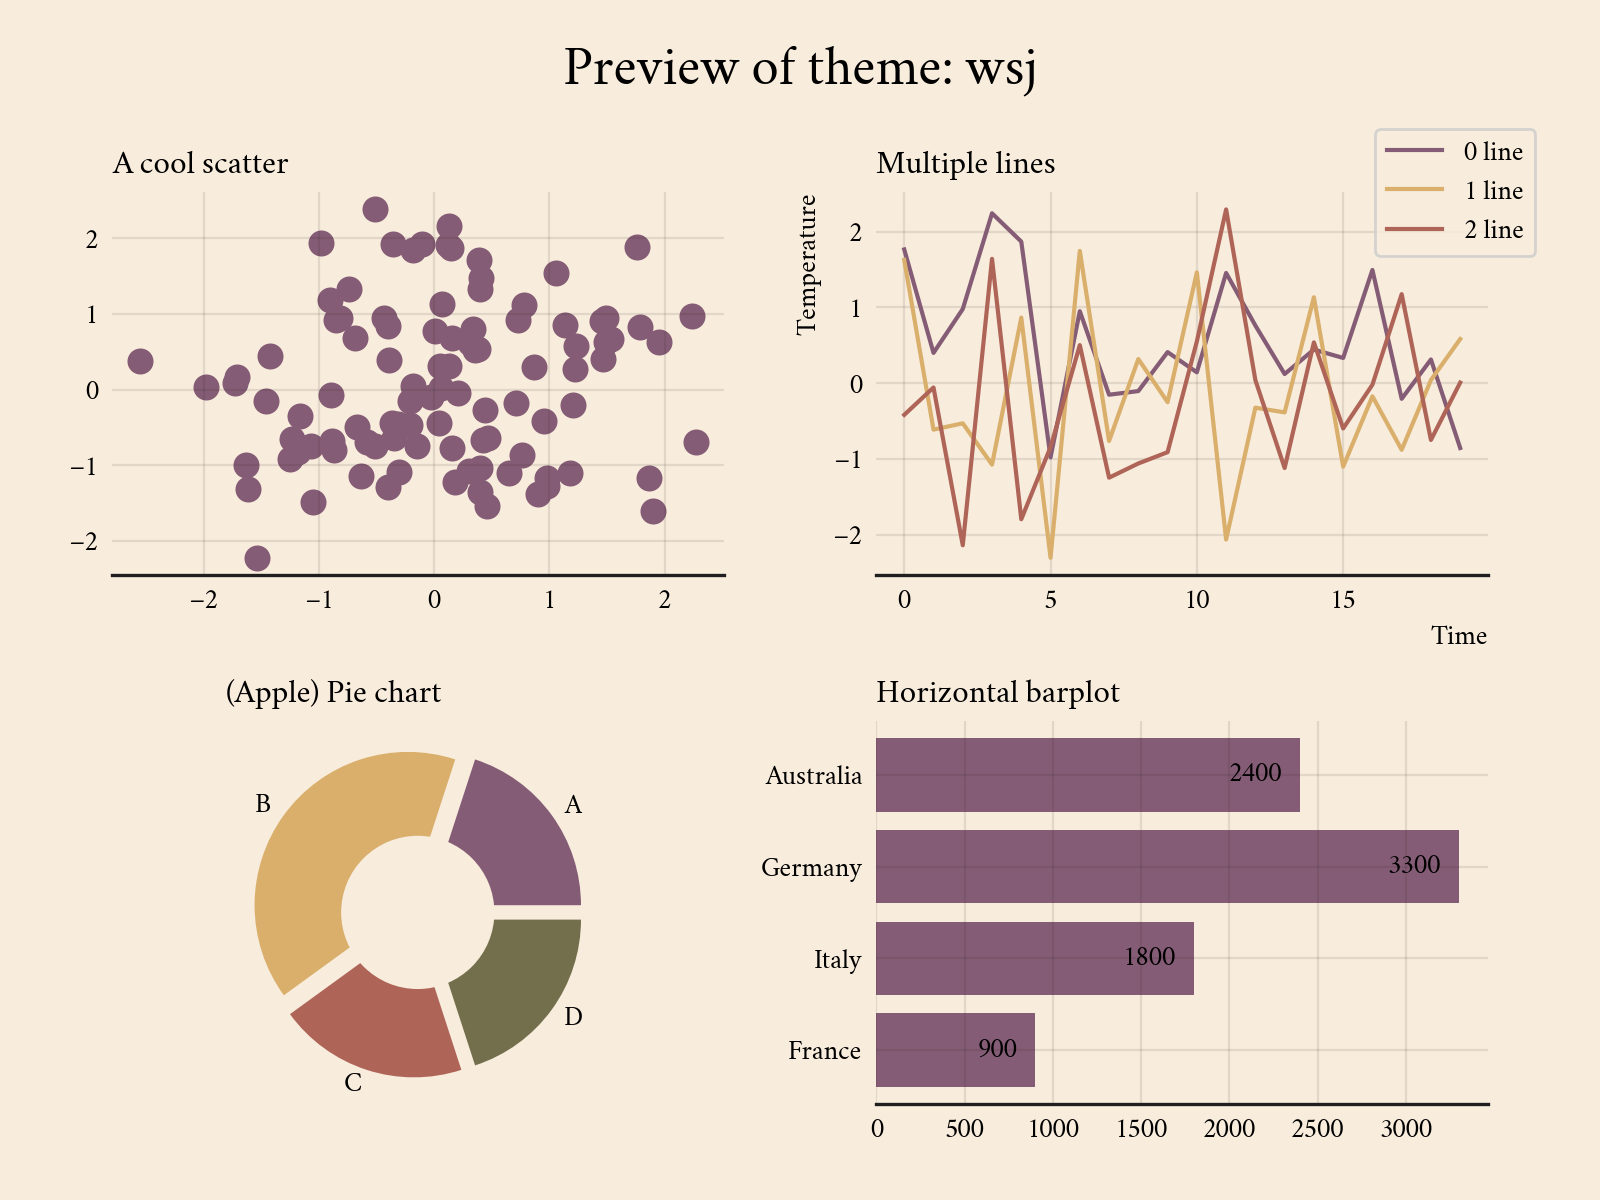 Preview of theme: wsj
A cool scatter
2
1
0
−1
−2
−2 −1 0 1 2
Multiple lines
0 line
1 line
2 line
Temperature
2
1
0
−1
−2
0 5 10 15
Time
(Apple) Pie chart
A
B
C
D
Horizontal barplot
Australia 2400
Germany 3300
Italy 1800
France 900
0 500 1000 1500 2000 2500 3000